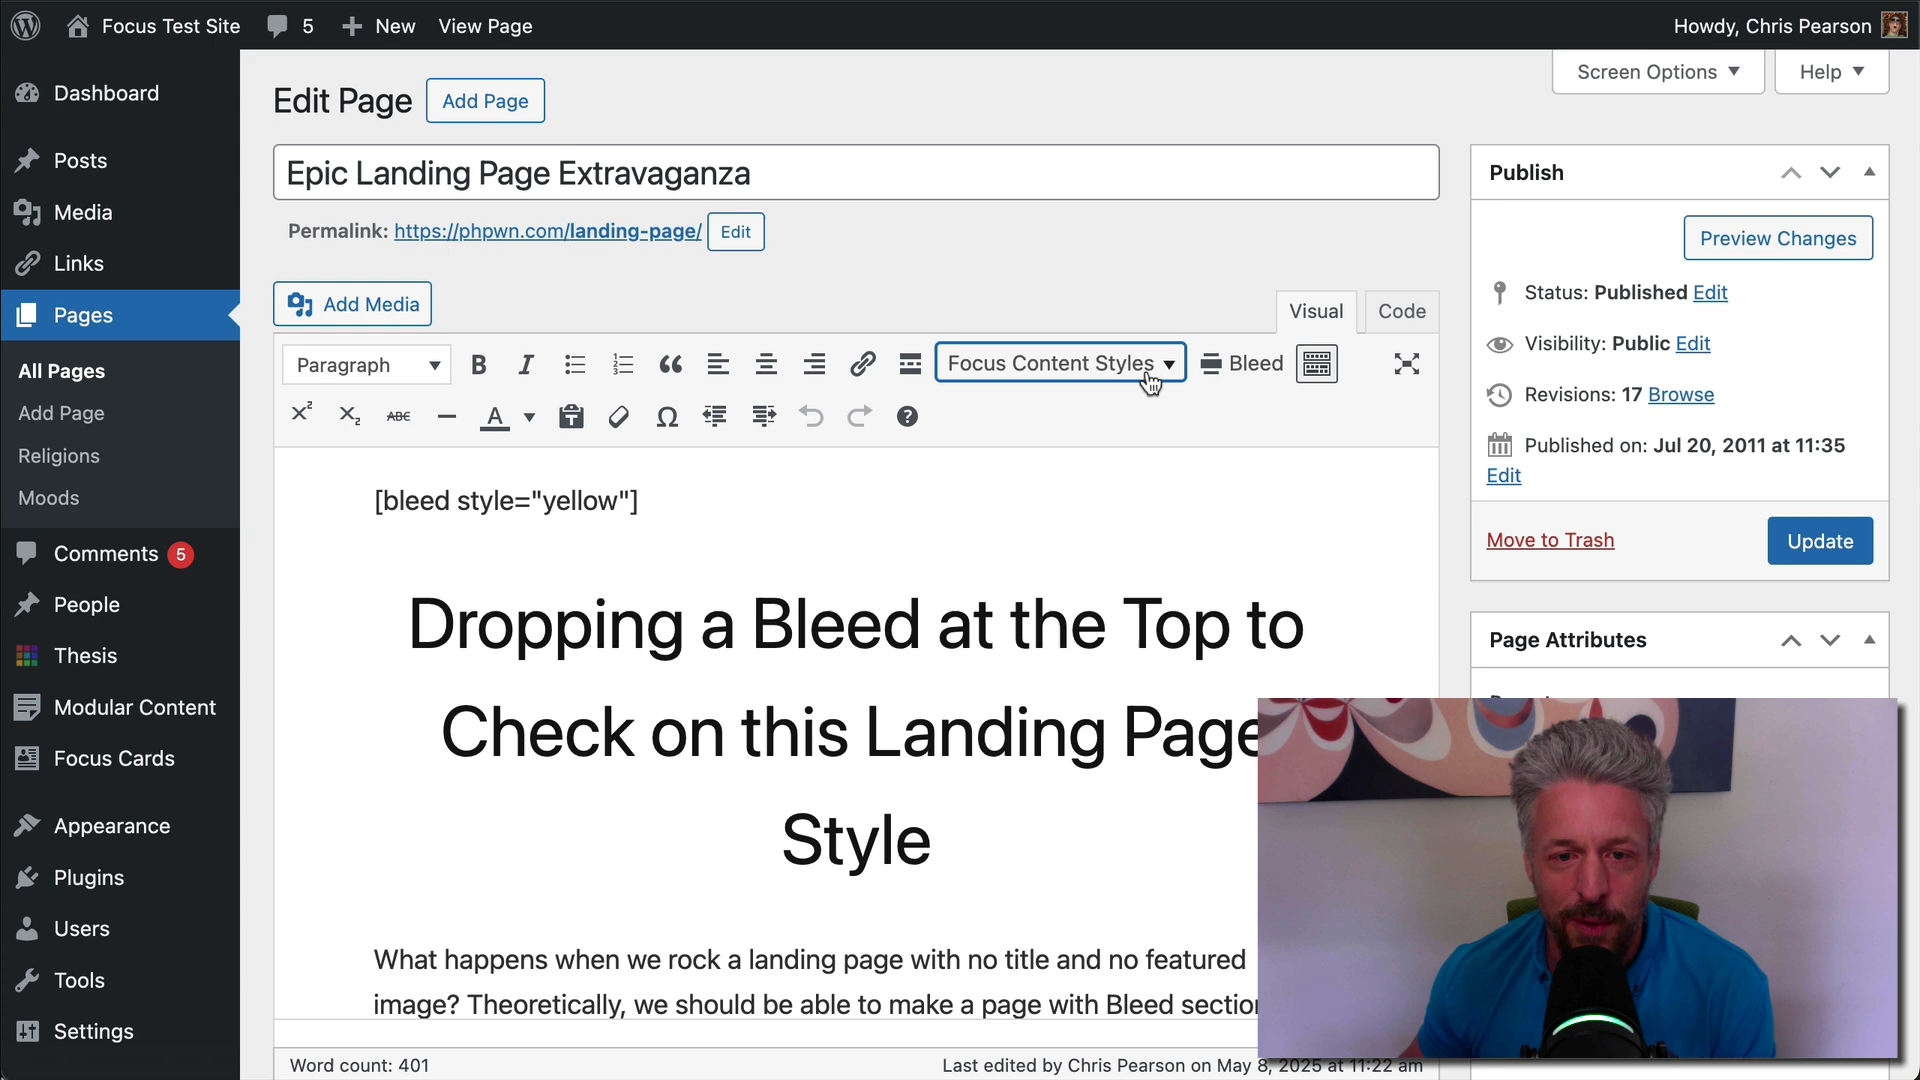 Focus Test Site 5 New View Page Howdy, Chris Pearson
Screen Options Help
Dashboard
Posts
Media
Links
Pages
All Pages
Add Page
Religions
Moods
Comments 5
People
Thesis
Modular Content
Focus Cards
Appearance
Plugins
Users
Tools
Settings
Edit Page Add Page
Epic Landing Page Extravaganza
Permalink: https://phpwn.com/landing-page/ Edit
Add Media Visual Code
Paragraph B I Focus Content Styles Bleed
X² X₂ ABC A Ω
[bleed style="yellow"]
Dropping a Bleed at the Top to
Check on this Landing Page
Style
What happens when we rock a landing page with no title and no featured
image? Theoretically, we should be able to make a page with Bleed
Word count: 401 Last edited by Chris Pearson on May 8, 2025 at 11:22 am
Publish
Preview Changes
Status: Published Edit
Visibility: Public Edit
Revisions: 17 Browse
Published on: Jul 20, 2011 at 11:35
Edit
Move to Trash Update
Page Attributes